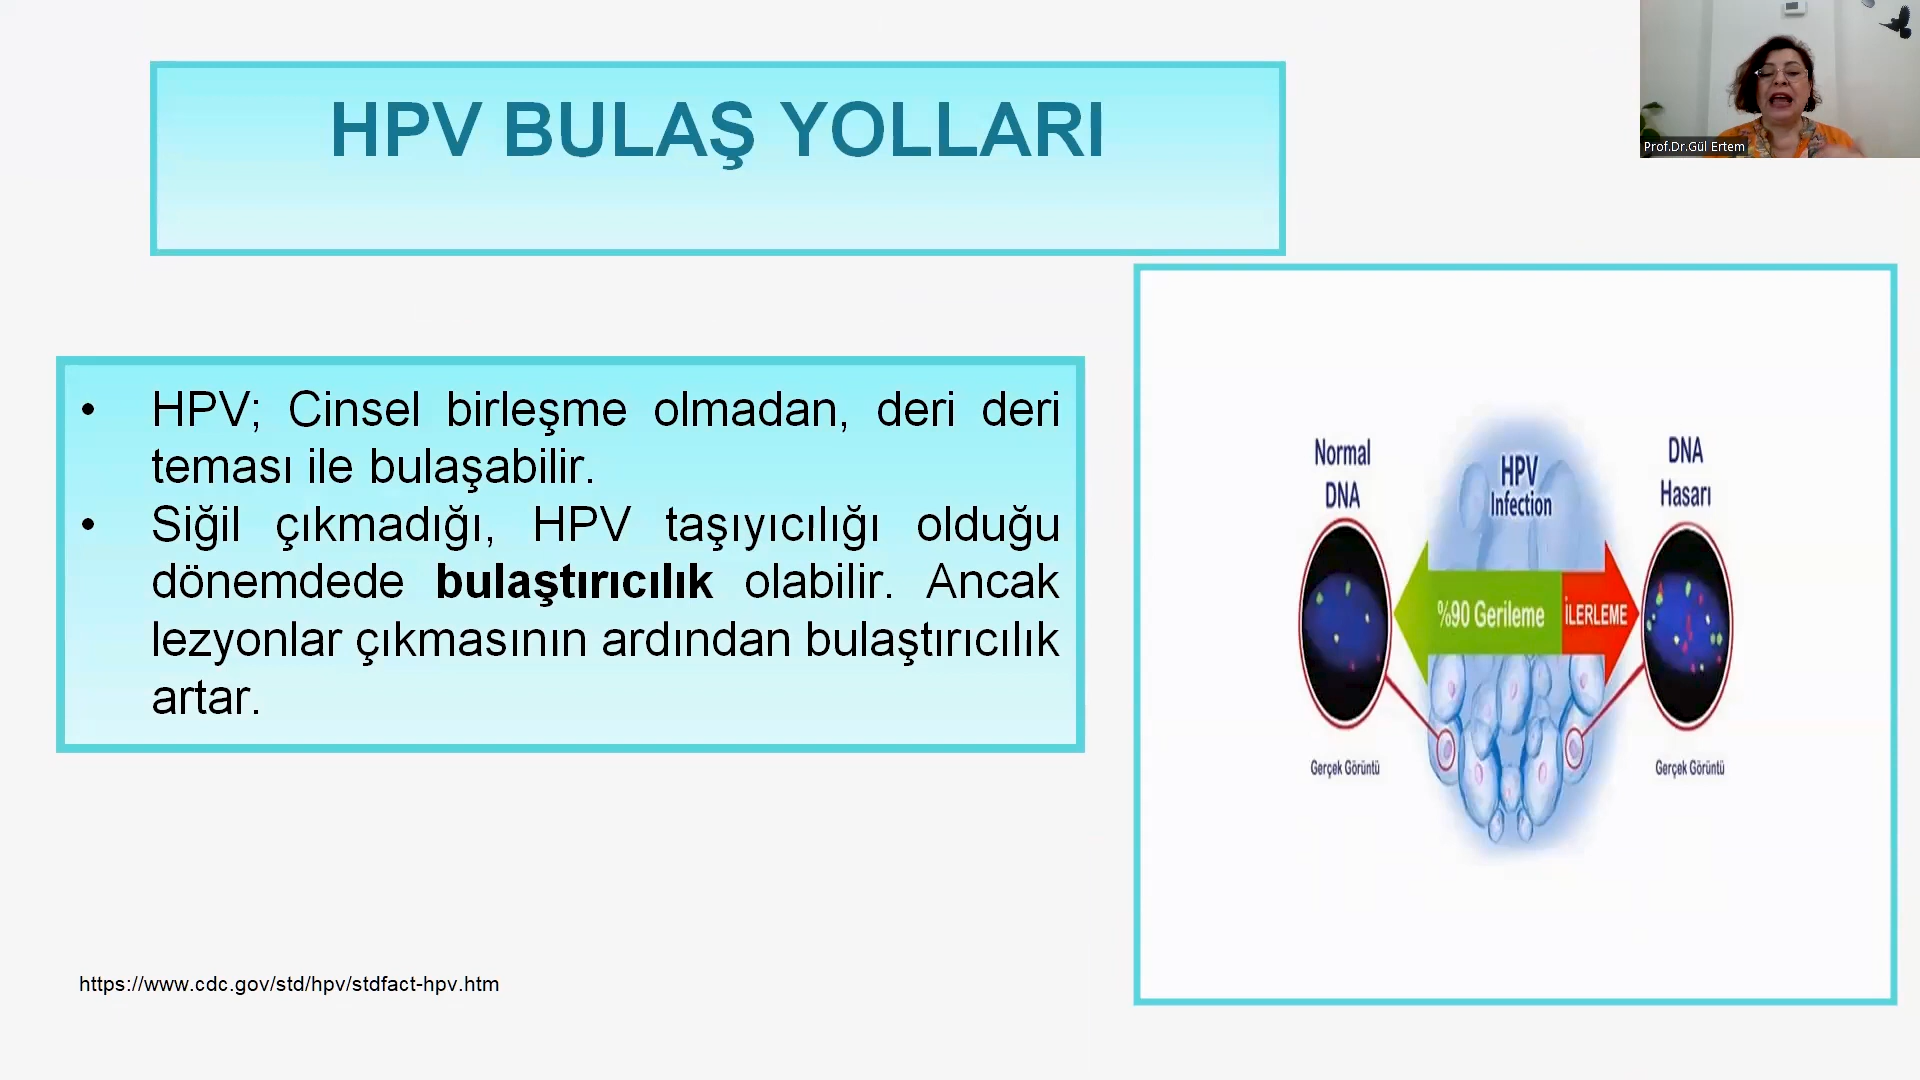 HPV BULAŞ YOLLARI
Prof.Dr.Gül Ertem
• HPV; Cinsel birleşme olmadan, deri deri
teması ile bulaşabilir.
• Siğil çıkmadığı, HPV taşıyıcılığı olduğu
dönemdede bulaştırıcılık olabilir. Ancak
lezyonlar çıkmasının ardından bulaştırıcılık
artar.
Normal
DNA
HPV
Infection
DNA
Hasarı
%90 Gerileme
İLERLEME
Gerçek Görüntü
Gerçek Görüntü
https://www.cdc.gov/std/hpv/stdfact-hpv.htm